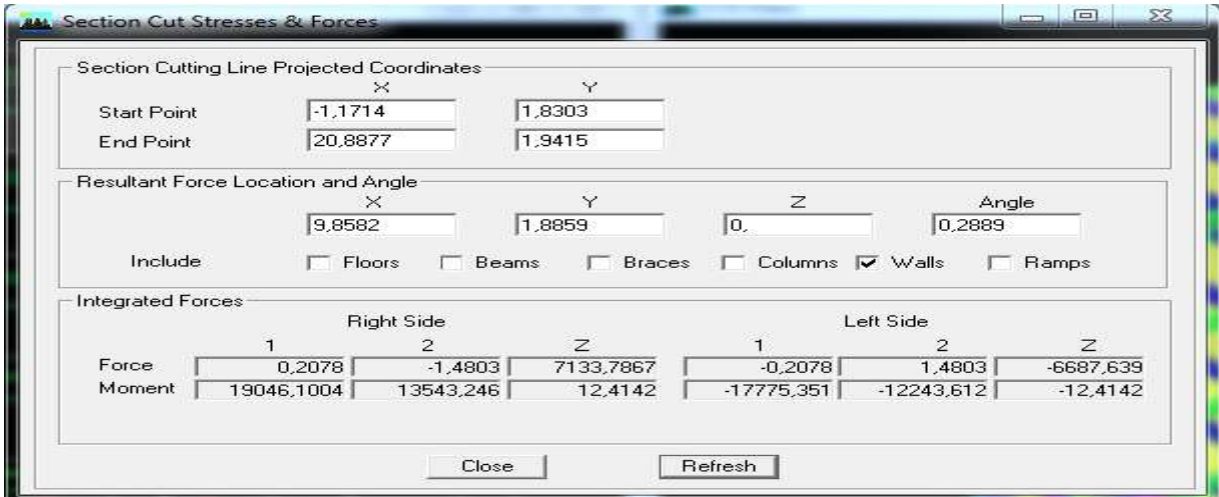 Section Cut Stresses & Forces
Section Cutting Line Projected Coordinates
X Y
Start Point -1,1714 1,8303
End Point 20,8877 1,9415
Resultant Force Location and Angle
X Y Z Angle
9,8582 1,8859 0, 0,2889
Include Floors Beams Braces Columns Walls Ramps
Integrated Forces
Right Side Left Side
1 2 Z 1 2 Z
Force 0,2078 -1,4803 7133,7867 -0,2078 1,4803 -6687,639
Moment 19046,1004 13543,246 12,4142 -17775,351 -12243,612 -12,4142
Close Refresh